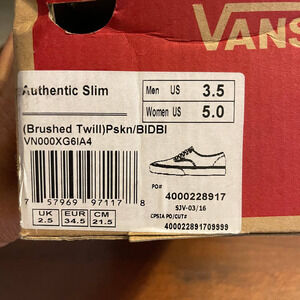 VANS
Authentic Slim
Men US 3.5
Women US 5.0
(Brushed Twill)Pskn/BlDBl
VN000XG6IA4
PO#
4000228917
SJV-03/16
CPSIA PO/CUT#
400022891709999
7 57969 97117 8
UK EUR CM
2.5 34.5 21.5